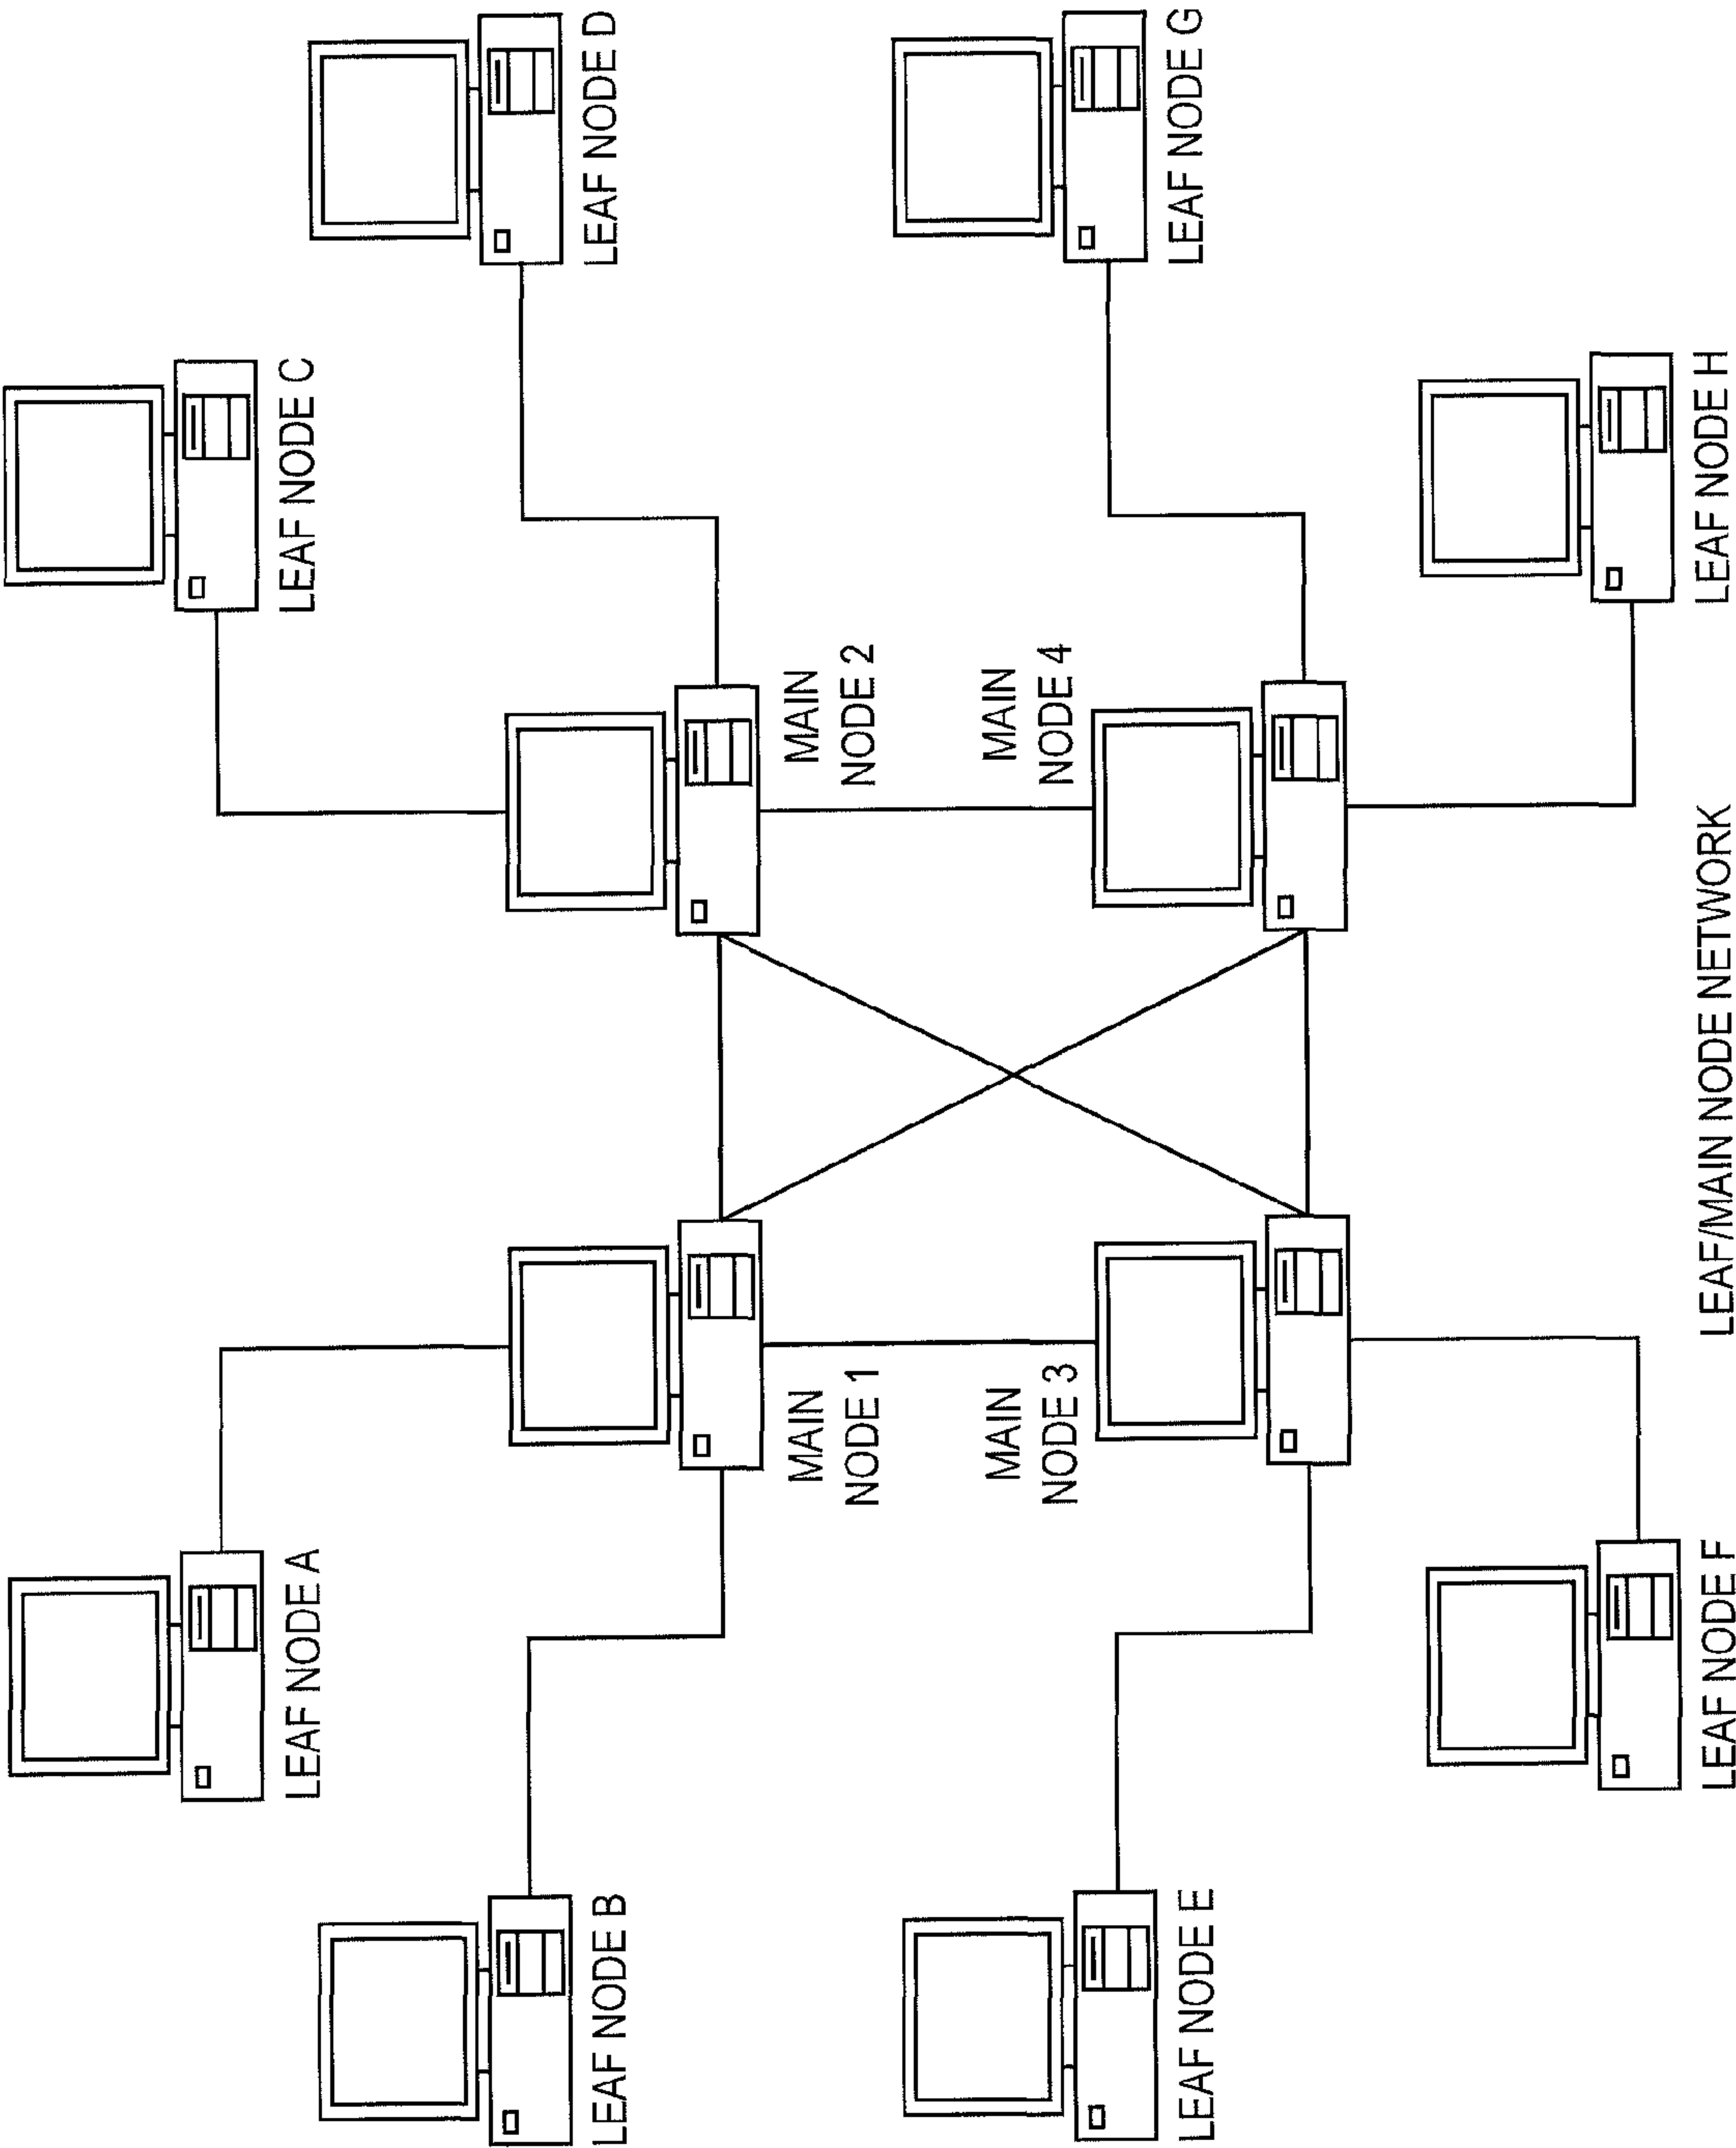 LEAF NODE A
LEAF NODE C
LEAF NODE B
LEAF NODE D
MAIN
NODE 1
MAIN
NODE 2
MAIN
NODE 3
MAIN
NODE 4
LEAF NODE E
LEAF NODE G
LEAF NODE F
LEAF NODE H
LEAF/MAIN NODE NETWORK